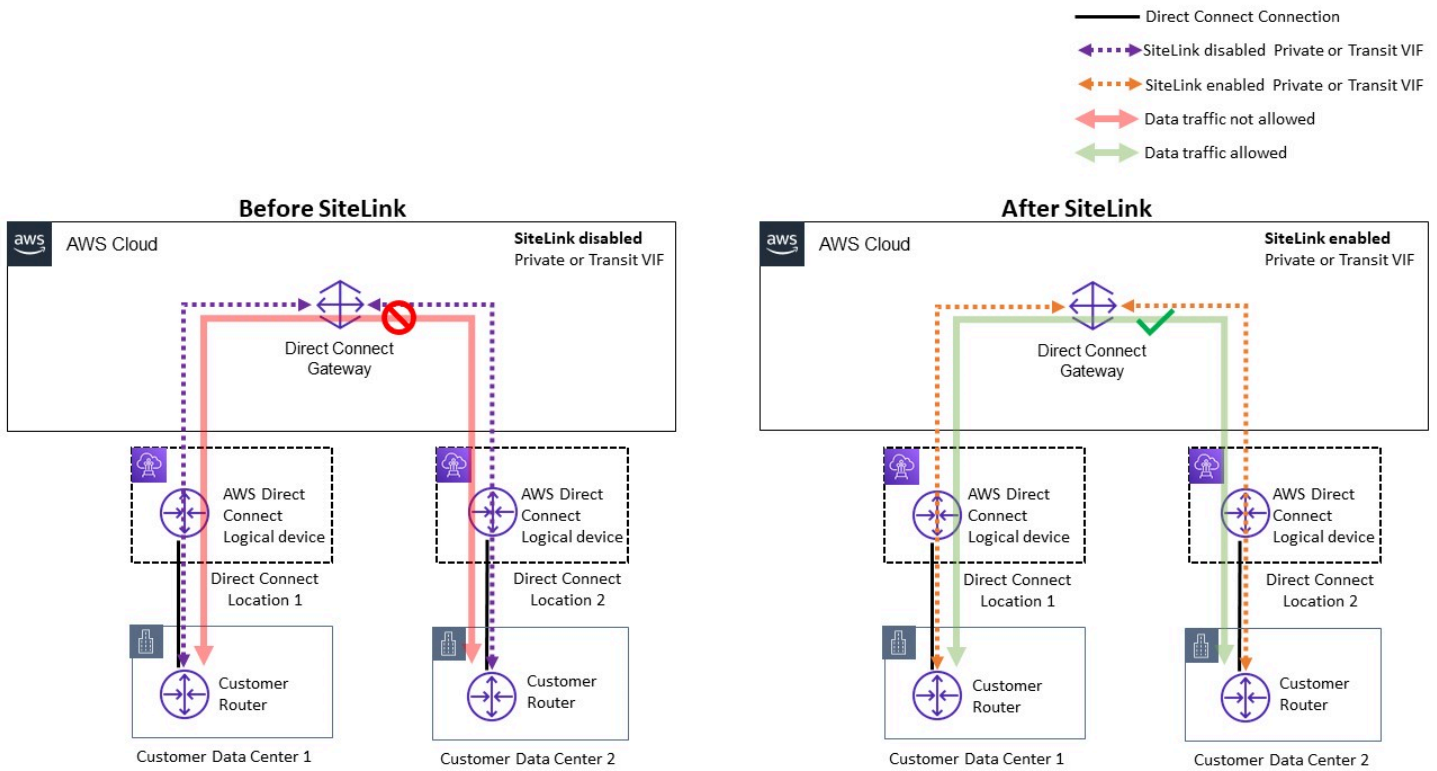 Direct Connect Connection
SiteLink disabled Private or Transit VIF
SiteLink enabled Private or Transit VIF
Data traffic not allowed
Data traffic allowed
Before SiteLink
aws
AWS Cloud
SiteLink disabled
Private or Transit VIF
Direct Connect
Gateway
AWS Direct
Connect
Logical device
AWS Direct
Connect
Logical device
Direct Connect
Location 1
Direct Connect
Location 2
Customer
Router
Customer
Router
Customer Data Center 1
Customer Data Center 2
After SiteLink
aws
AWS Cloud
SiteLink enabled
Private or Transit VIF
Direct Connect
Gateway
AWS Direct
Connect
Logical device
AWS Direct
Connect
Logical device
Direct Connect
Location 1
Direct Connect
Location 2
Customer
Router
Customer
Router
Customer Data Center 1
Customer Data Center 2